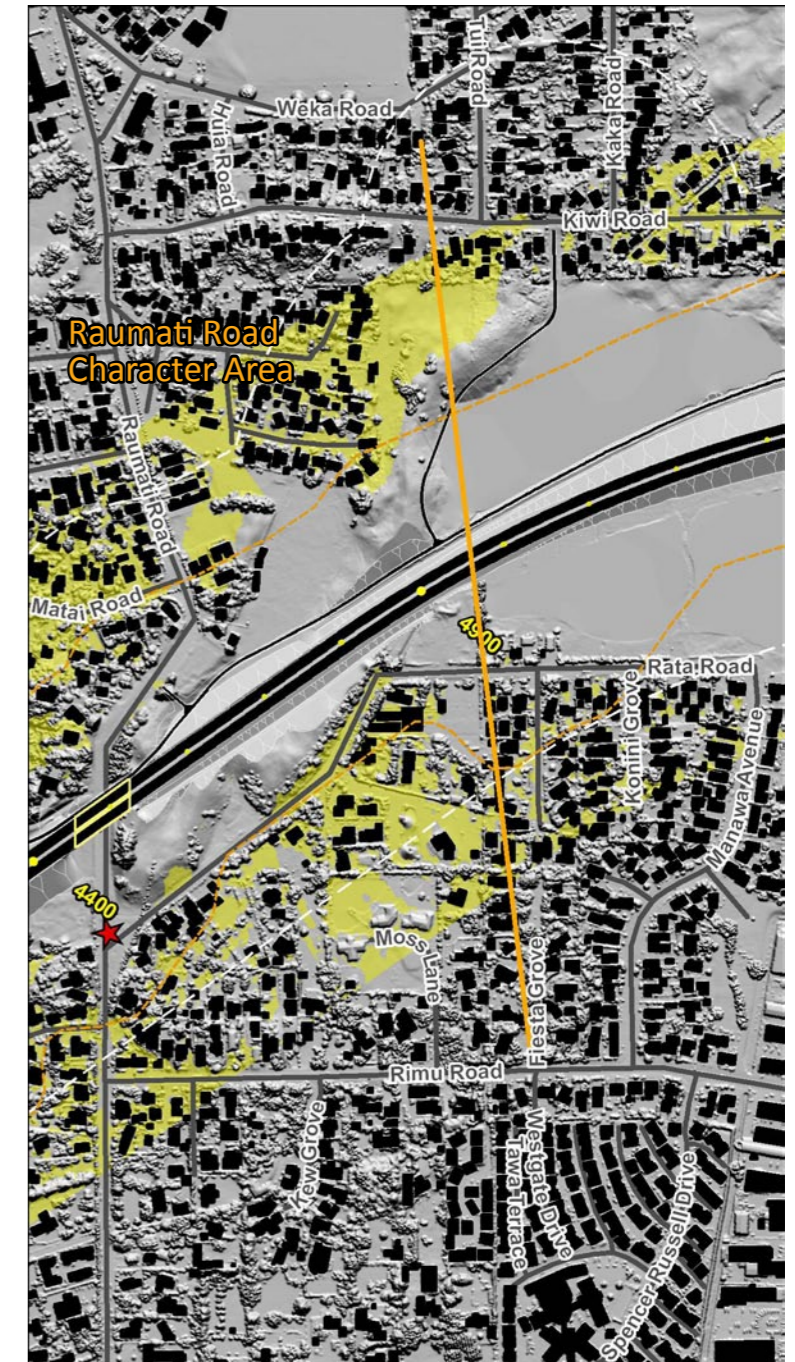 Tuii Road
Weka Road
Huia Road
Kaka Road
Kiwi Road
Raumati Road
Character Area
Raumati Road
Matai Road
4900
Rata Road
Konini Grove
Manawa Avenue
4400
Moss Lane
Fiesta Grove
Rimu Road
Yew Grove
Westgate Drive
Tawa Terrace
Spencer Russell Drive